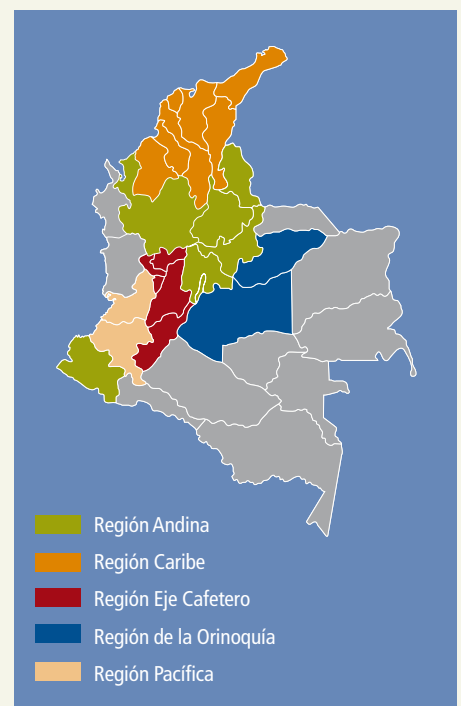 Región Andina
Región Caribe
Región Eje Cafetero
Región de la Orinoquía
Región Pacífica